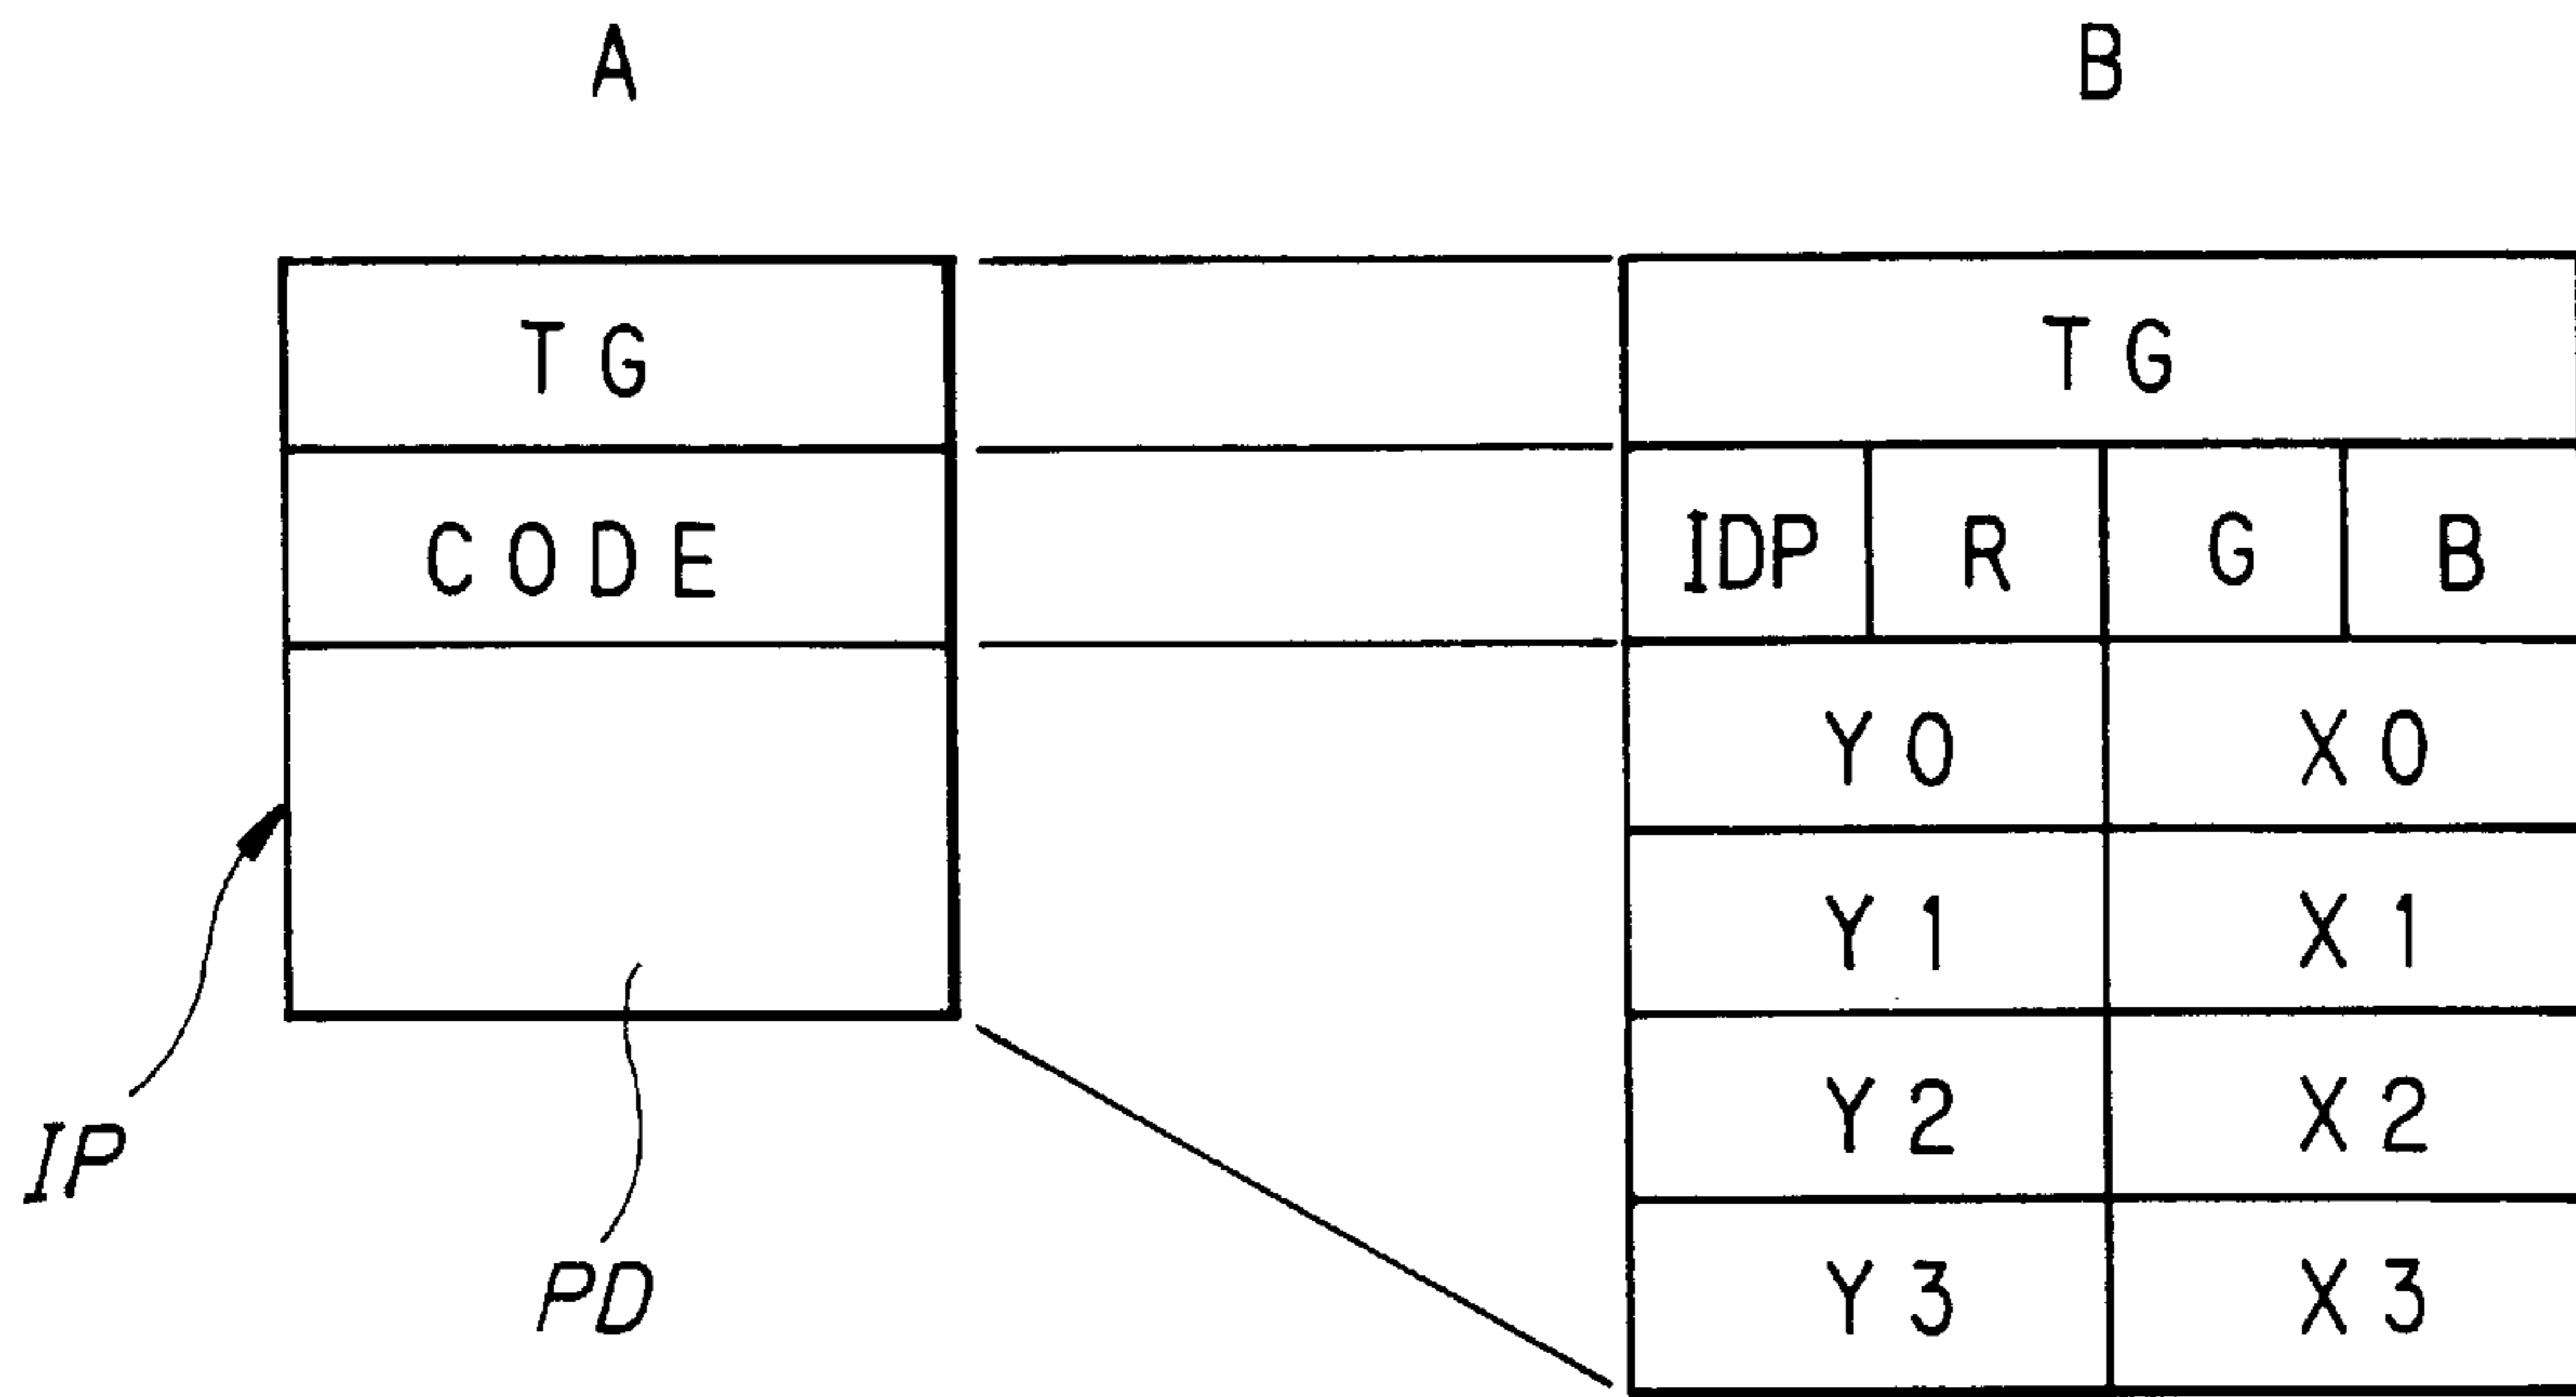 A
B
TG
CODE
IP
PD
TG
IDP R G B
Y0 X0
Y1 X1
Y2 X2
Y3 X3